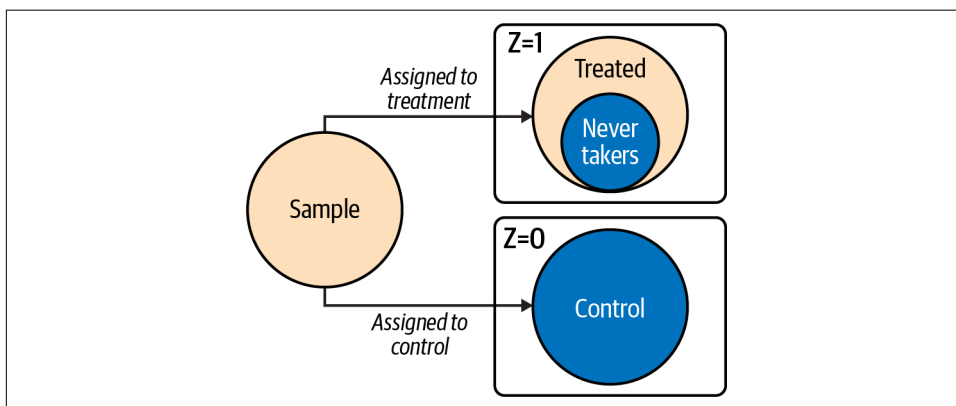 Z=1
Assigned to
treatment
Treated
Never
takers
Sample
Z=0
Assigned to
control
Control